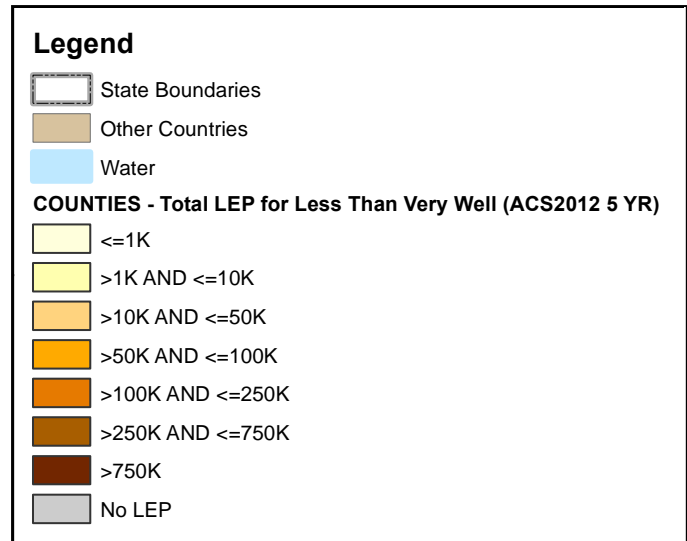 Legend
State Boundaries
Other Countries
Water
COUNTIES - Total LEP for Less Than Very Well (ACS2012 5 YR)
<=1K
>1K AND <=10K
>10K AND <=50K
>50K AND <=100K
>100K AND <=250K
>250K AND <=750K
>750K
No LEP